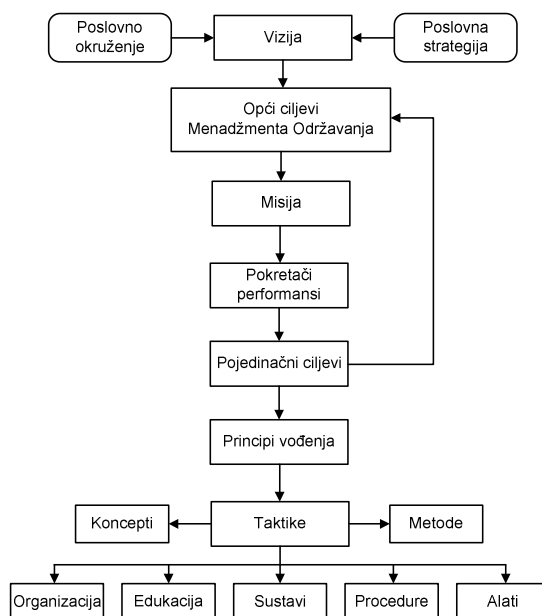 Poslovno
okruženje
Vizija
Poslovna
strategija
Opći ciljevi
Menadžmenta Održavanja
Misija
Pokretači
performansi
Pojedinačni ciljevi
Principi vođenja
Koncepti
Taktike
Metode
Organizacija
Edukacija
Sustavi
Procedure
Alati